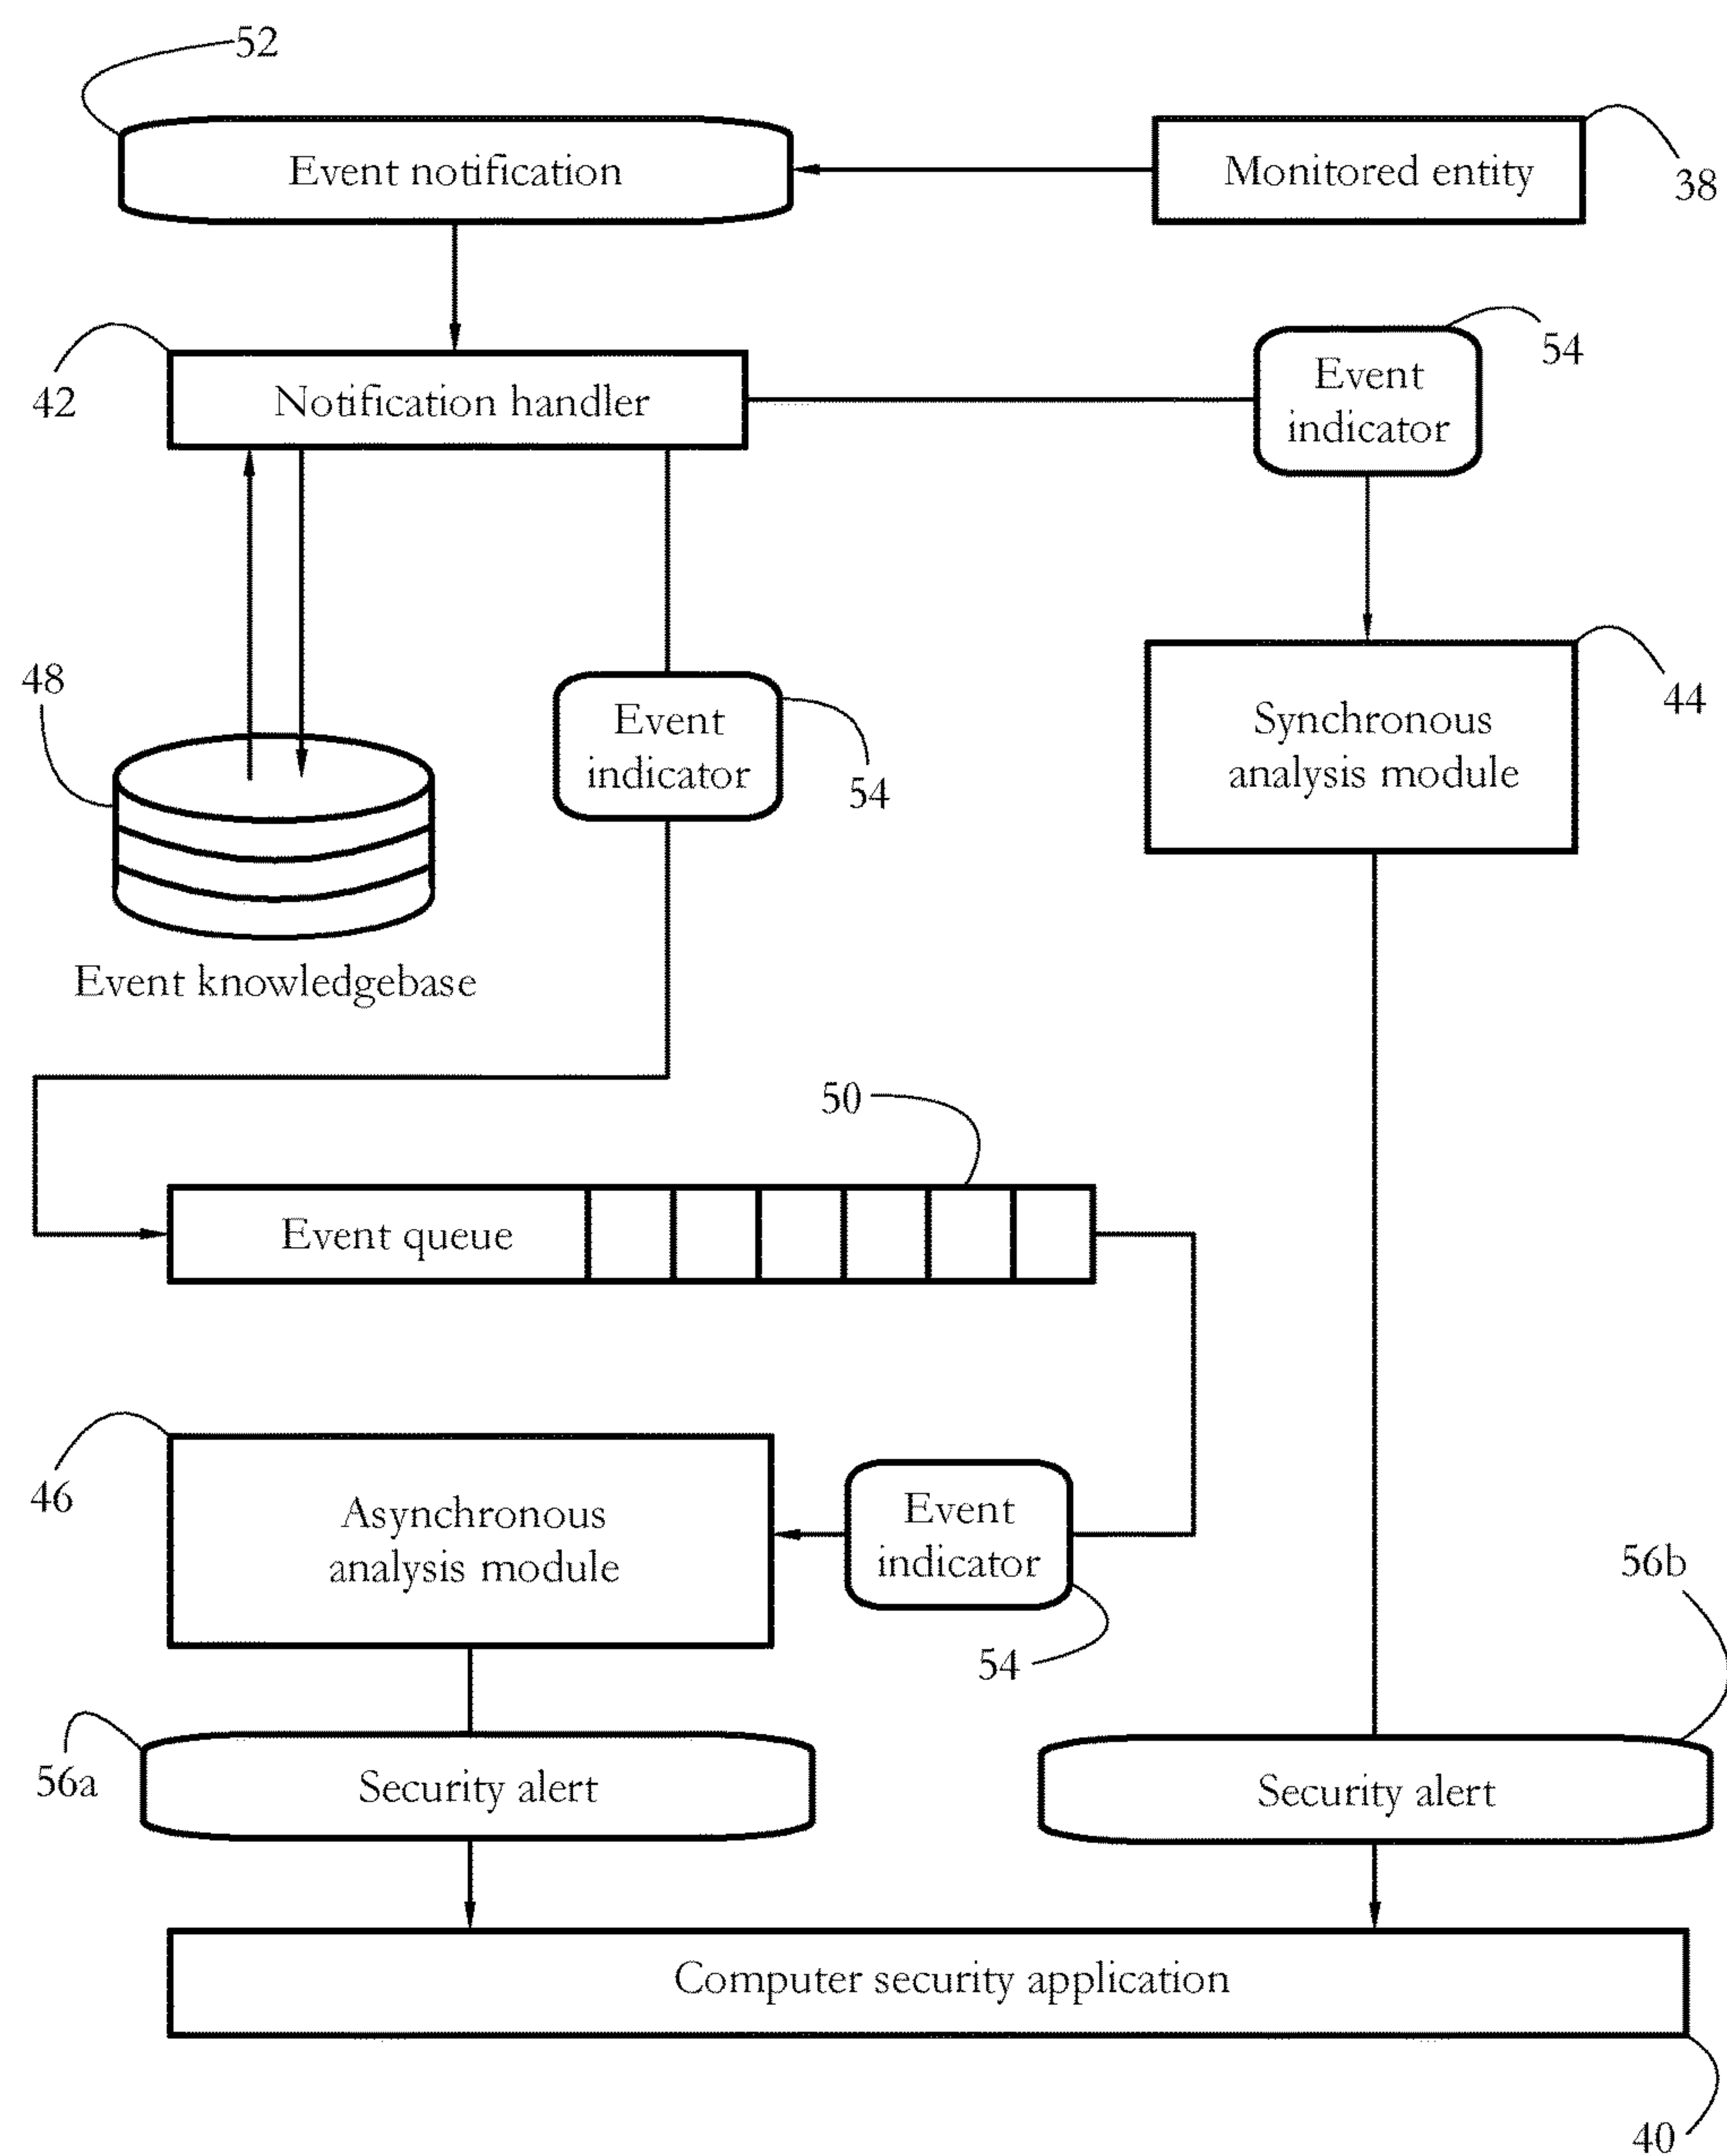 52
Event notification
Monitored entity
38
42
Notification handler
Event
indicator
54
48
Event
indicator
54
Synchronous
analysis module
44
Event knowledgebase
50
Event queue
46
Asynchronous
analysis module
Event
indicator
54
56b
56a
Security alert
Security alert
Computer security application
40